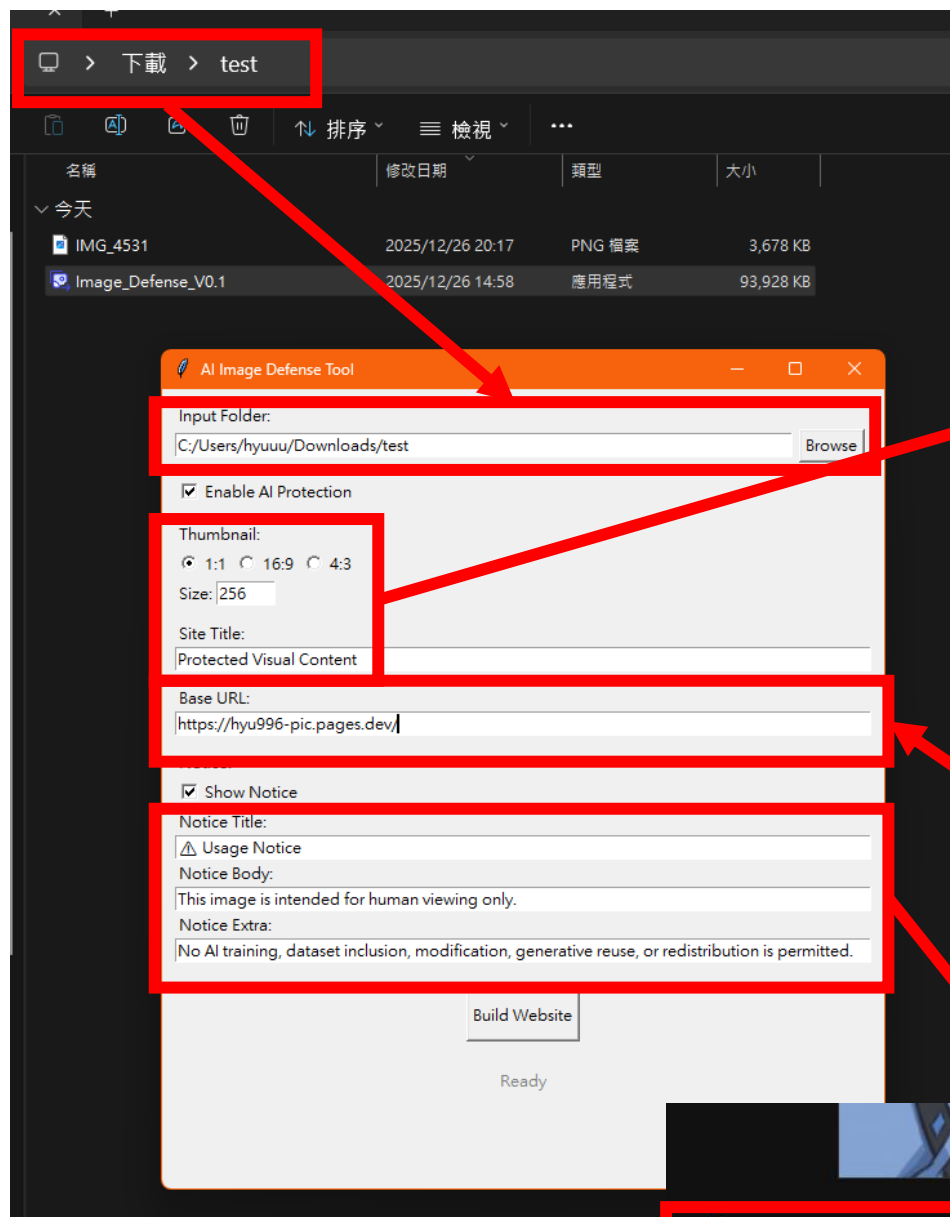 下載 > test
排序 檢視 ...
名稱 修改日期 類型 大小
今天
IMG_4531 2025/12/26 20:17 PNG 檔案 3,678 KB
Image_Defense_V0.1 2025/12/26 14:58 應用程式 93,928 KB
AI Image Defense Tool
Input Folder:
C:/Users/hyuuu/Downloads/test Browse
Enable AI Protection
Thumbnail:
1:1 16:9 4:3
Size: 256
Site Title:
Protected Visual Content
Base URL:
https://hyu996-pic.pages.dev/
Show Notice
Notice Title:
⚠ Usage Notice
Notice Body:
This image is intended for human viewing only.
Notice Extra:
No AI training, dataset inclusion, modification, generative reuse, or redistribution is permitted.
Build Website
Ready